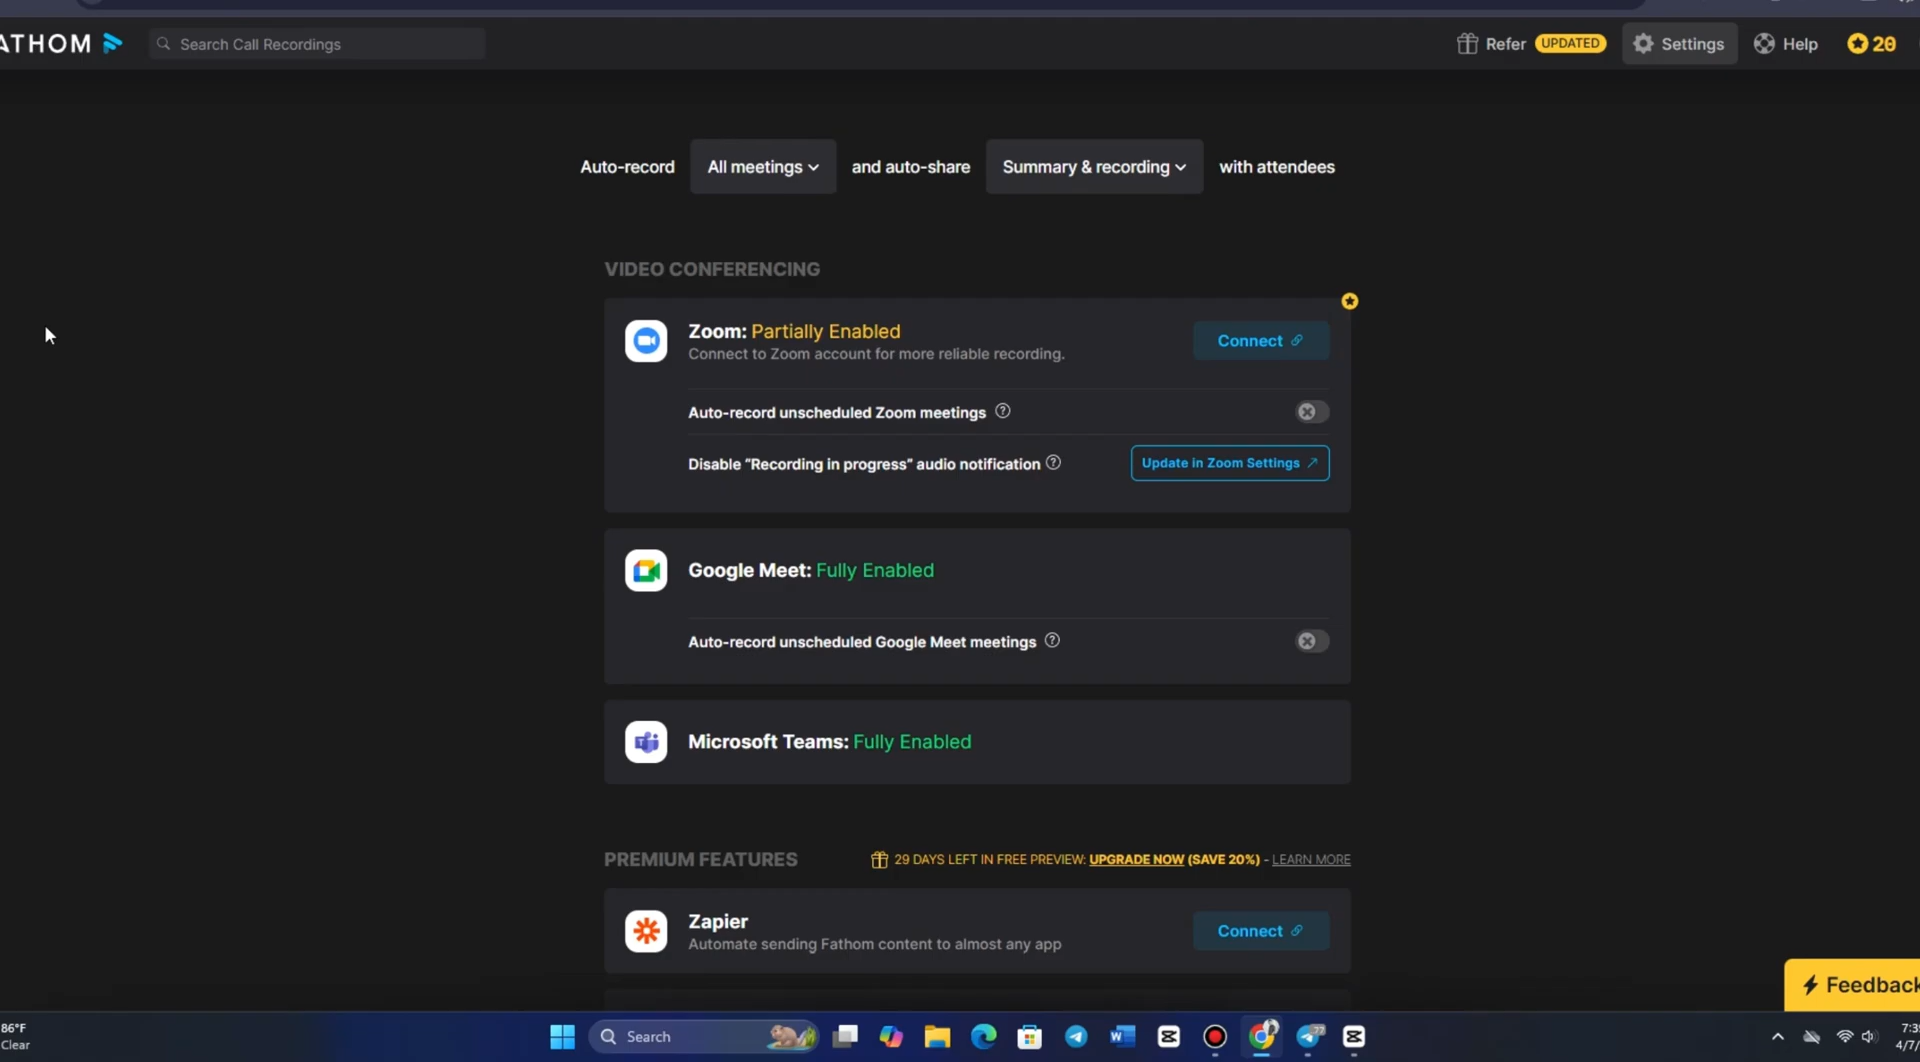 ATHOM
Search Call Recordings
Refer UPDATED
Settings
Help
20
Auto-record All meetings and auto-share Summary & recording with attendees
VIDEO CONFERENCING
Zoom: Partially Enabled
Connect to Zoom account for more reliable recording.
Connect
Auto-record unscheduled Zoom meetings
Disable “Recording in progress” audio notification
Update in Zoom Settings
Google Meet: Fully Enabled
Auto-record unscheduled Google Meet meetings
Microsoft Teams: Fully Enabled
PREMIUM FEATURES
29 DAYS LEFT IN FREE PREVIEW: UPGRADE NOW (SAVE 20%) - LEARN MORE
Zapier
Automate sending Fathom content to almost any app
Connect
Feedback
86°F
Clear
Search
77